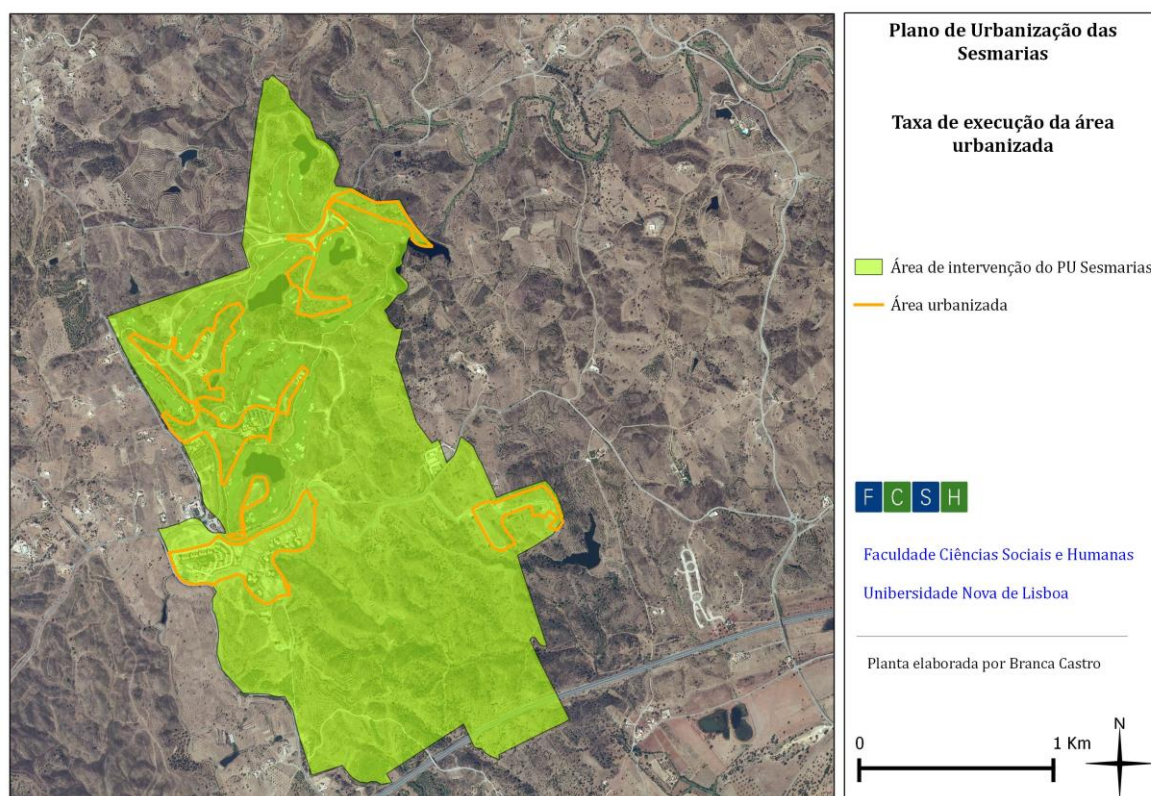 Plano de Urbanização das
Sesmarias
Taxa de execução da área
urbanizada
Área de intervenção do PU Sesmarias
Área urbanizada
F C S H
Faculdade Ciências Sociais e Humanas
Unibersidade Nova de Lisboa
Planta elaborada por Branca Castro
0 1 Km
N